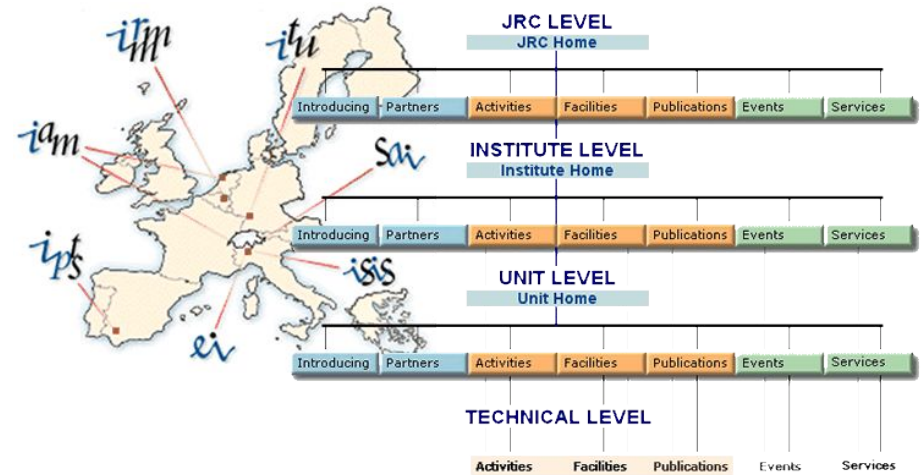 irmm
itu
iam
sai
ipts
isis
ei
JRC LEVEL
JRC Home
Introducing Partners Activities Facilities Publications Events Services
INSTITUTE LEVEL
Institute Home
Introducing Partners Activities Facilities Publications Events Services
UNIT LEVEL
Unit Home
Introducing Partners Activities Facilities Publications Events Services
TECHNICAL LEVEL
Activities Facilities Publications Events Services